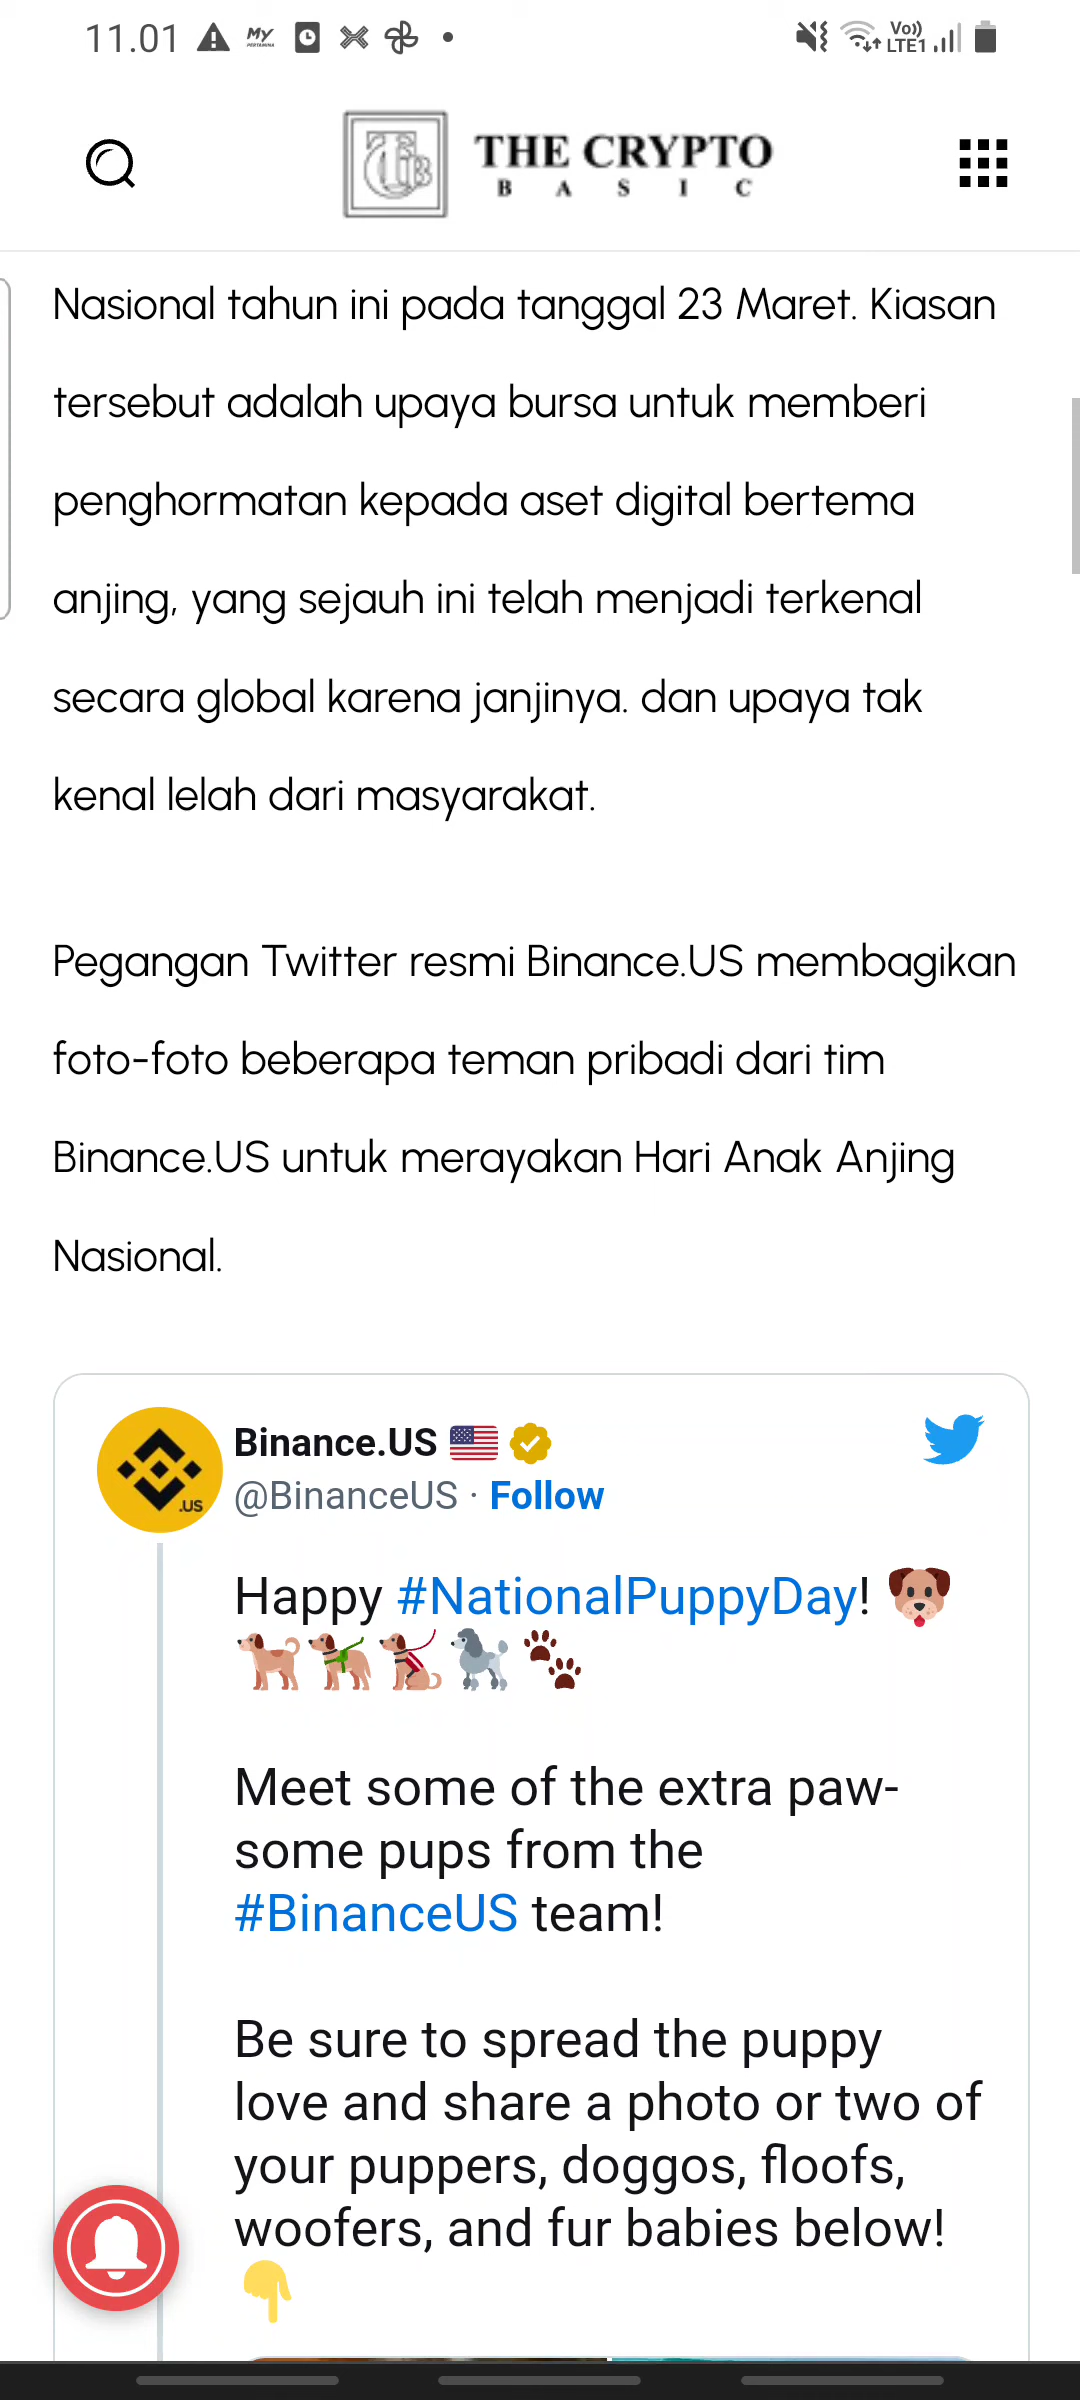 11.01
MY
PERTAMINA
Vo))
LTE1
THE CRYPTO
BASIC
Nasional tahun ini pada tanggal 23 Maret. Kiasan
tersebut adalah upaya bursa untuk memberi
penghormatan kepada aset digital bertema
anjing, yang sejauh ini telah menjadi terkenal
secara global karena janjinya. dan upaya tak
kenal lelah dari masyarakat.
Pegangan Twitter resmi Binance.US membagikan
foto-foto beberapa teman pribadi dari tim
Binance.US untuk merayakan Hari Anak Anjing
Nasional.
.US
Binance.US
@BinanceUS · Follow
Happy #NationalPuppyDay!
Meet some of the extra paw-
some pups from the
#BinanceUS team!
Be sure to spread the puppy
love and share a photo or two of
your puppers, doggos, floofs,
woofers, and fur babies below!